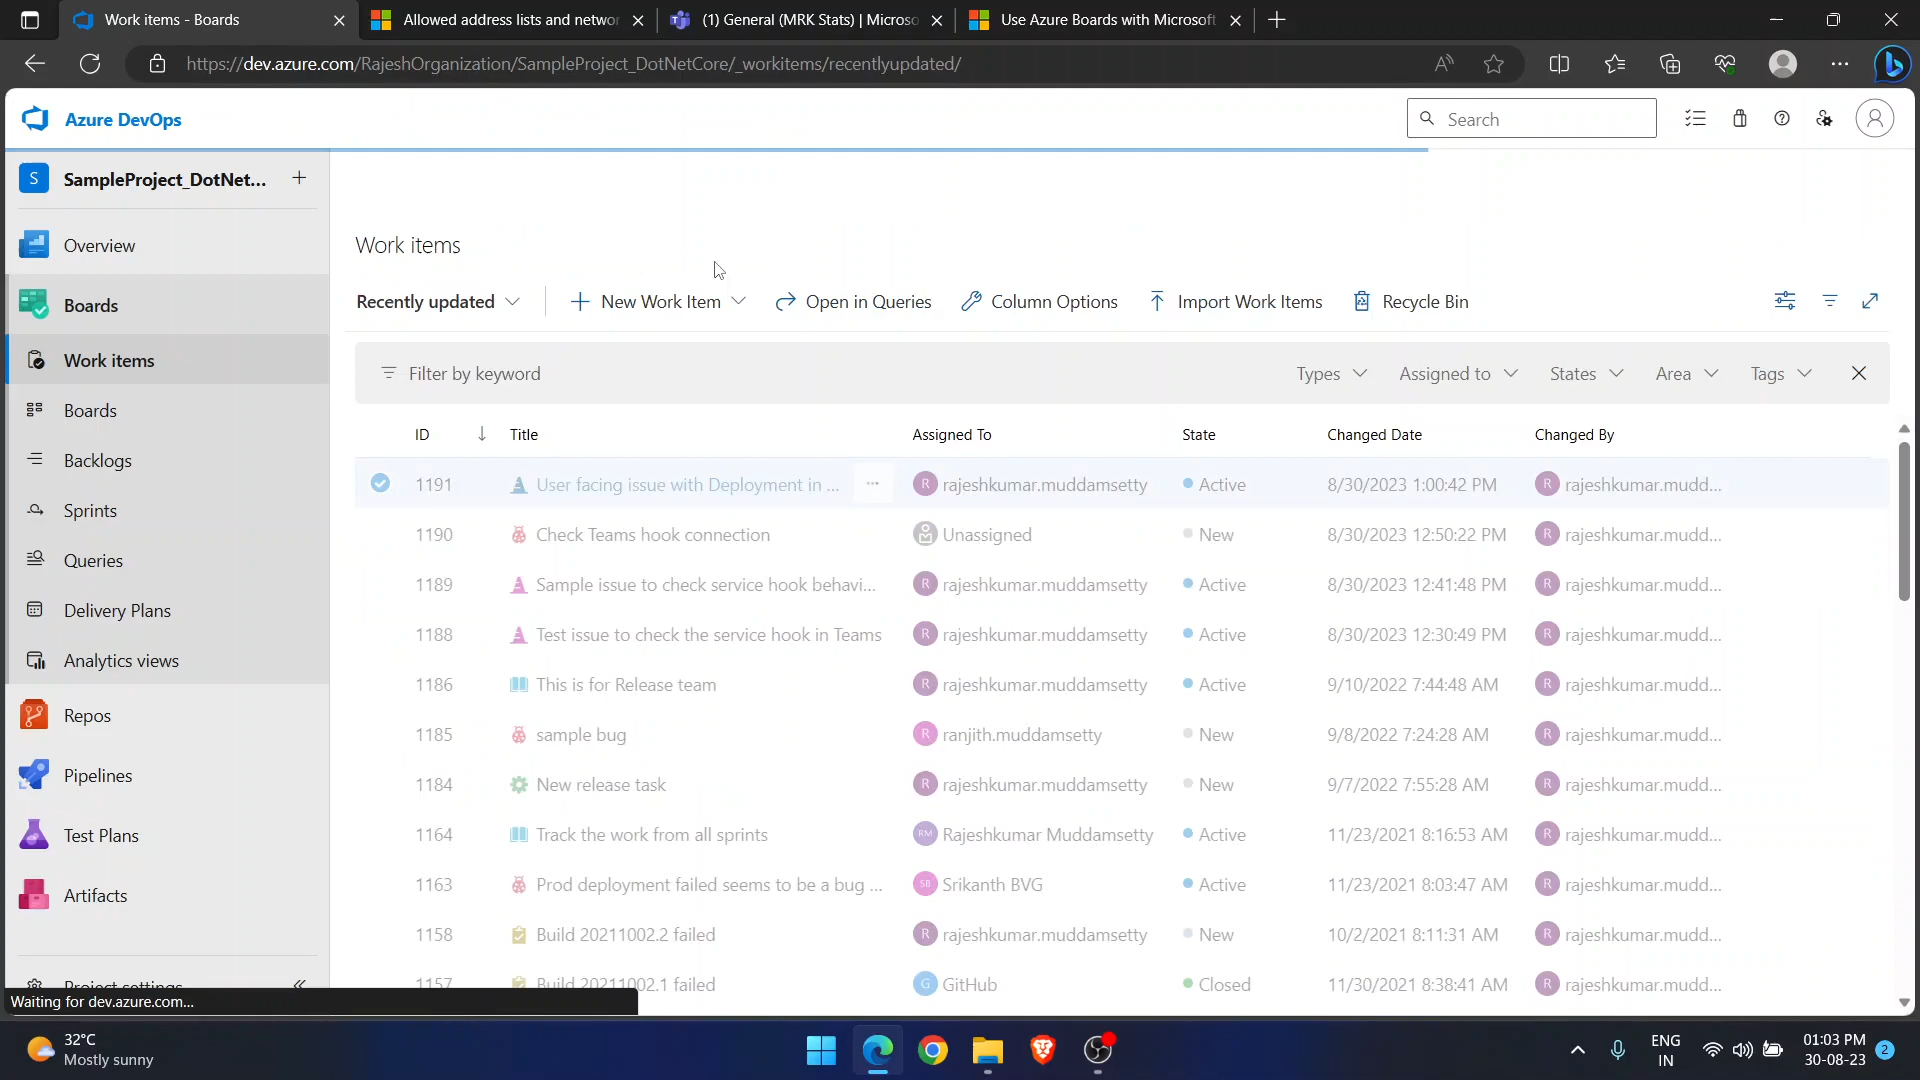 Work items - Boards
Allowed address lists and networ
(1) General (MRK Stats) | Microso
Use Azure Boards with Microsoft
https://dev.azure.com/RajeshOrganization/SampleProject_DotNetCore/_workitems/recentlyupdated/
Azure DevOps
Search
S SampleProject_DotNet...
Overview
Boards
Work items
Boards
Backlogs
Sprints
Queries
Delivery Plans
Analytics views
Repos
Pipelines
Test Plans
Artifacts
Project settings
Waiting for dev.azure.com...
Work items
Recently updated New Work Item Open in Queries Column Options Import Work Items Recycle Bin
Filter by keyword Types Assigned to States Area Tags
ID Title Assigned To State Changed Date Changed By
1191 User facing issue with Deployment in ... R rajeshkumar.muddamsetty Active 8/30/2023 1:00:42 PM R rajeshkumar.mudd...
1190 Check Teams hook connection Unassigned New 8/30/2023 12:50:22 PM R rajeshkumar.mudd...
1189 Sample issue to check service hook behavi... R rajeshkumar.muddamsetty Active 8/30/2023 12:41:48 PM R rajeshkumar.mudd...
1188 Test issue to check the service hook in Teams R rajeshkumar.muddamsetty Active 8/30/2023 12:30:49 PM R rajeshkumar.mudd...
1186 This is for Release team R rajeshkumar.muddamsetty Active 9/10/2022 7:44:48 AM R rajeshkumar.mudd...
1185 sample bug R ranjith.muddamsetty New 9/8/2022 7:24:28 AM R rajeshkumar.mudd...
1184 New release task R rajeshkumar.muddamsetty New 9/7/2022 7:55:28 AM R rajeshkumar.mudd...
1164 Track the work from all sprints RM Rajeshkumar Muddamsetty Active 11/23/2021 8:16:53 AM R rajeshkumar.mudd...
1163 Prod deployment failed seems to be a bug ... SB Srikanth BVG Active 11/23/2021 8:03:47 AM R rajeshkumar.mudd...
1158 Build 20211002.2 failed R rajeshkumar.muddamsetty New 10/2/2021 8:11:31 AM R rajeshkumar.mudd...
1157 Build 20211002.1 failed G GitHub Closed 11/30/2021 8:38:41 AM R rajeshkumar.mudd...
32°C
Mostly sunny
ENG
IN
01:03 PM
30-08-23
2